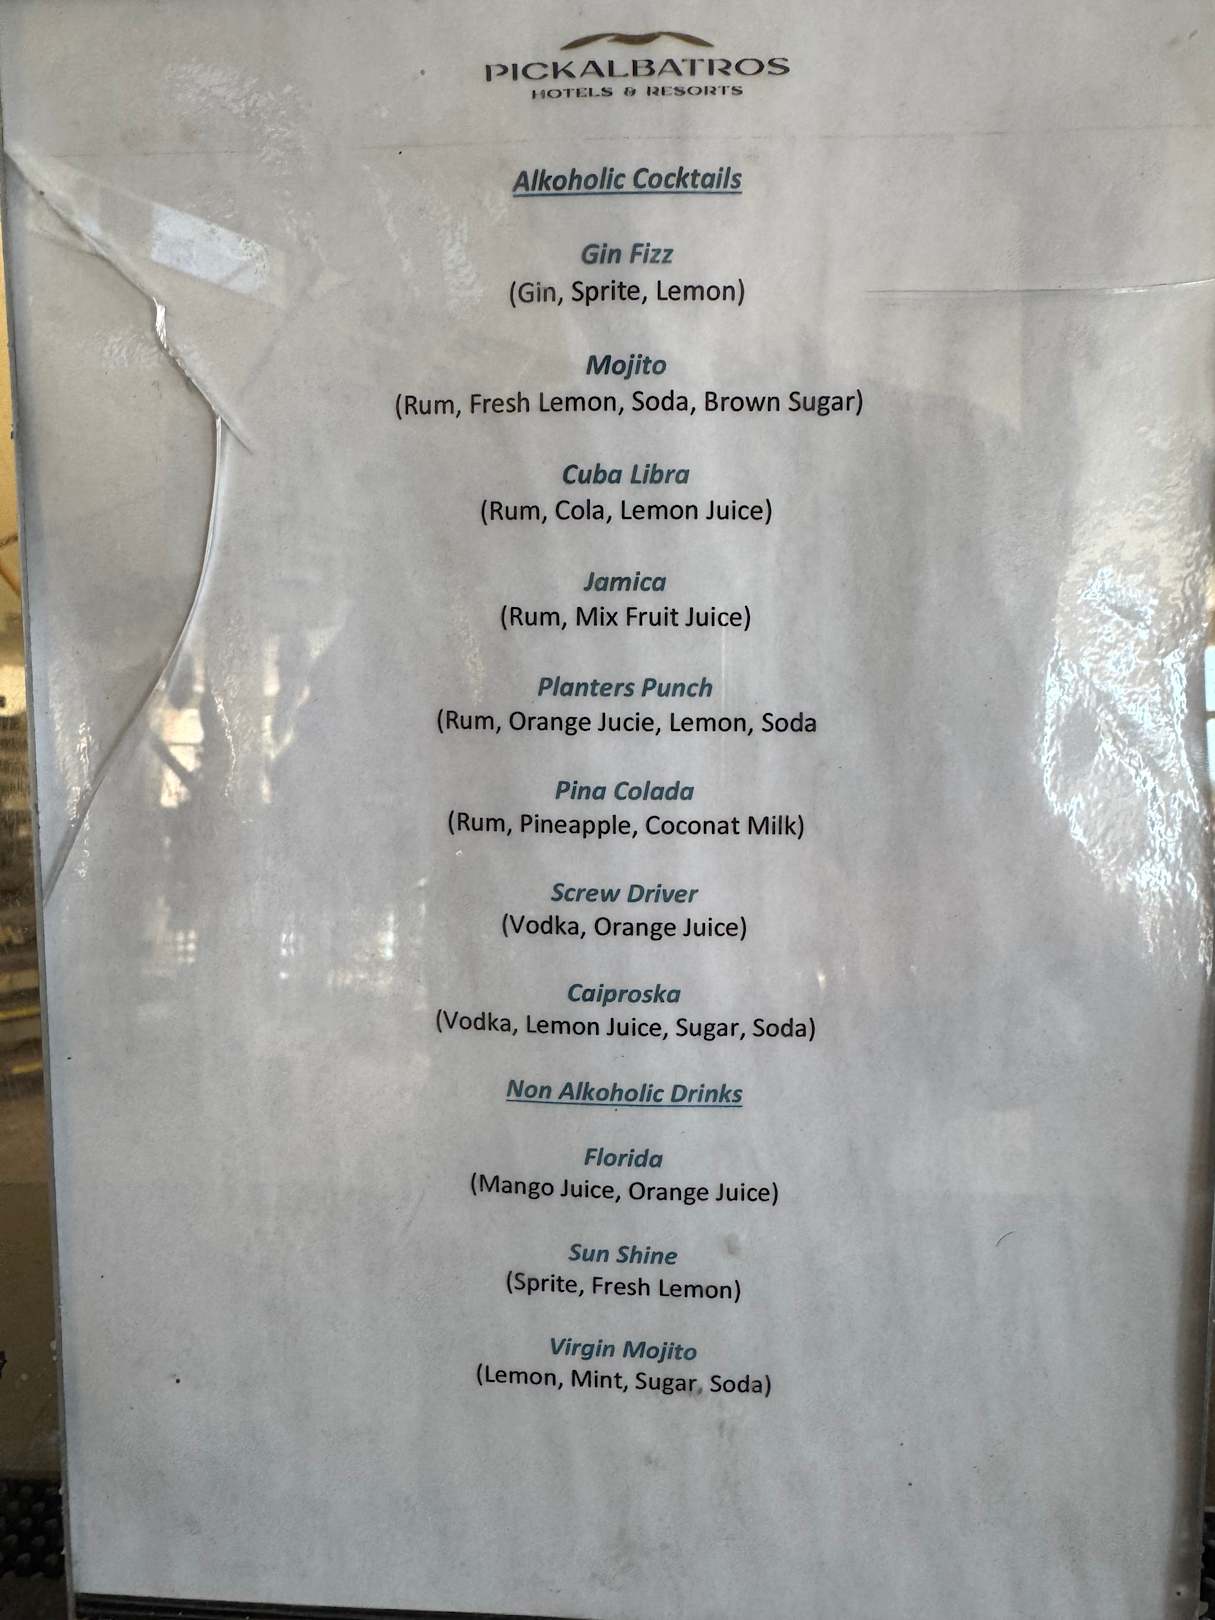 PICKALBATROS
HOTELS & RESORTS
Alkoholic Cocktails
Gin Fizz
(Gin, Sprite, Lemon)
Mojito
(Rum, Fresh Lemon, Soda, Brown Sugar)
Cuba Libra
(Rum, Cola, Lemon Juice)
Jamica
(Rum, Mix Fruit Juice)
Planters Punch
(Rum, Orange Jucie, Lemon, Soda
Pina Colada
(Rum, Pineapple, Coconat Milk)
Screw Driver
(Vodka, Orange Juice)
Caiproska
(Vodka, Lemon Juice, Sugar, Soda)
Non Alkoholic Drinks
Florida
(Mango Juice, Orange Juice)
Sun Shine
(Sprite, Fresh Lemon)
Virgin Mojito
(Lemon, Mint, Sugar, Soda)